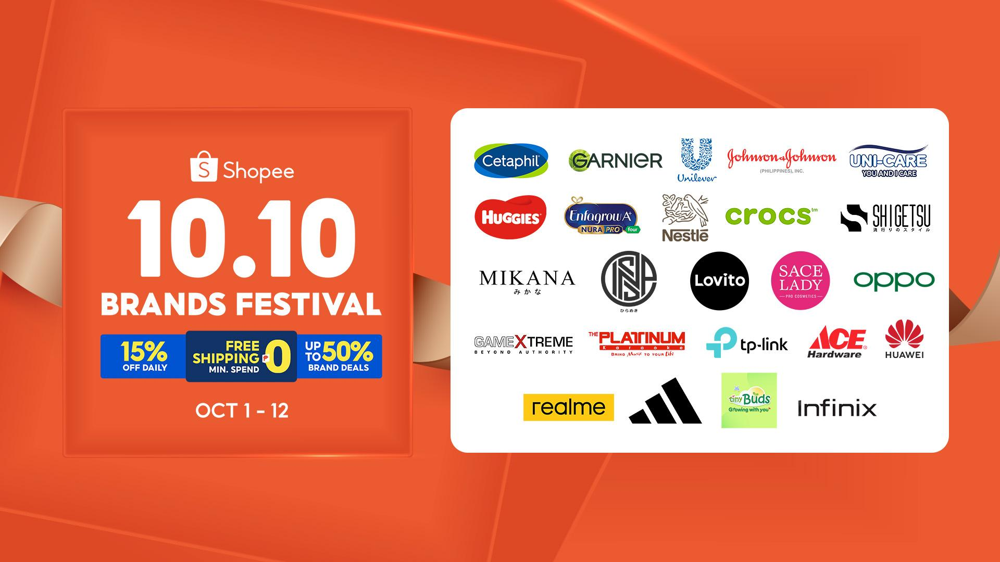 S Shopee
10.10
BRANDS FESTIVAL
15%
OFF DAILY
FREE
SHIPPING ₱0
MIN. SPEND
UP TO 50%
BRAND DEALS
OCT 1 - 12
Cetaphil®
GARNIER
Unilever
Johnson & Johnson
(PHILIPPINES), INC.
UNI-CARE
YOU AND I CARE
HUGGIES®
Enfagrow A+
NURA PRO four
Nestlé
crocs™
SHIGETSU
流行りのスタイル
MIKANA
みかな
ひらめき
Lovito
SACE
LADY
PRO COSMETICS
oppo
GAMEXTREME
BEYOND AUTHORITY
THE PLATINUM
Karaoke
BRING Music TO YOUR Life
tp-link
ACE®
Hardware
HUAWEI
realme
tiny Buds
Growing with you
Infinix